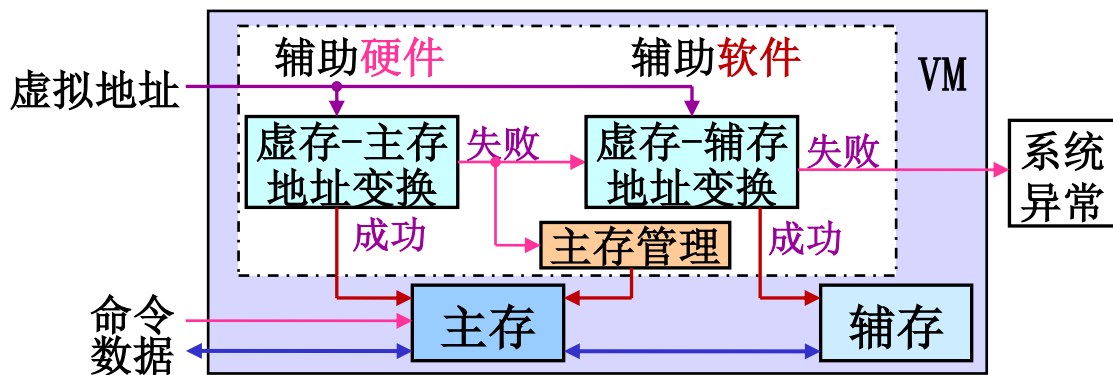 辅助硬件
辅助软件
VM
虚拟地址
虚存-主存
地址变换
失败
虚存-辅存
地址变换
失败
系统
异常
成功
主存管理
成功
命令
数据
主存
辅存